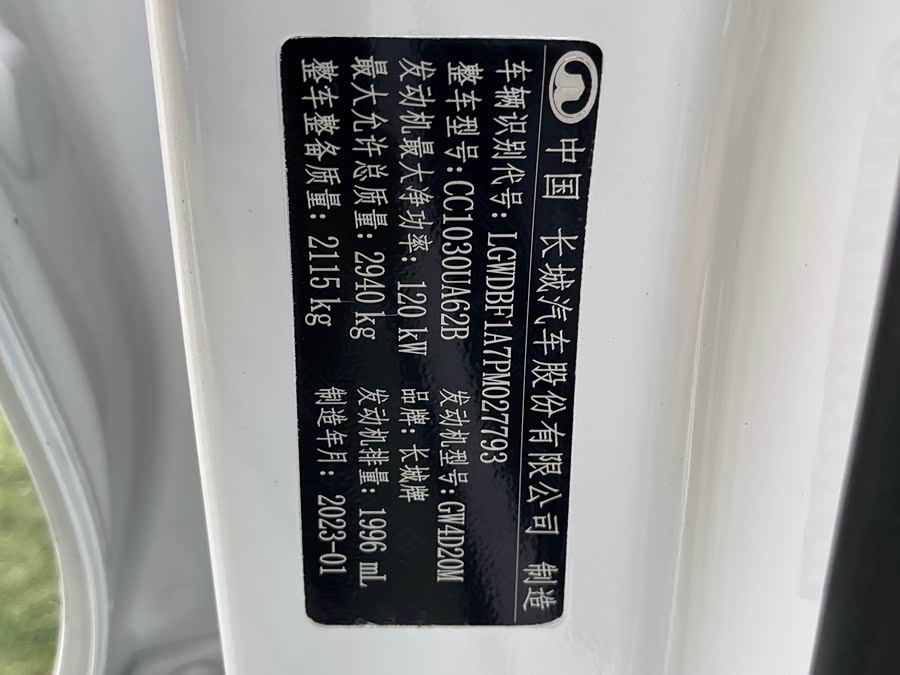 中国 长城汽车股份有限公司 制造
车辆识别代号: LGWDBF1A7PM027793
整车型号: CC1030UA62B 发动机型号: GW4D20M
发动机最大净功率: 120 kW 品牌: 长城牌
最大允许总质量: 2940 kg 发动机排量: 1996 mL
整车整备质量: 2115 kg 制造年月: 2023-01